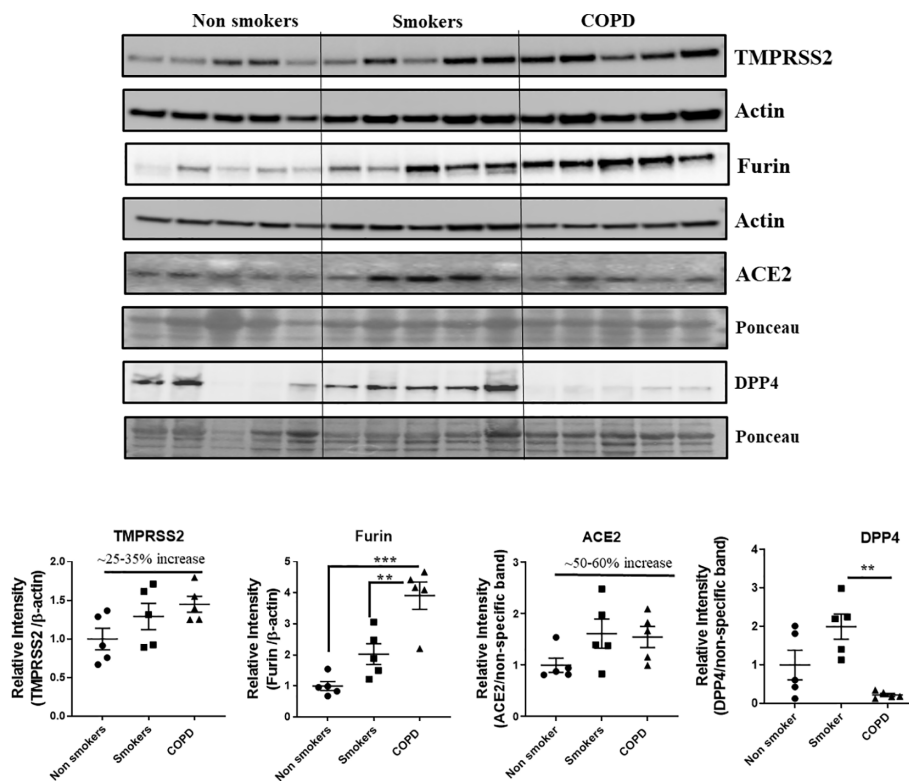 Non smokers Smokers COPD
TMPRSS2
Actin
Furin
Actin
ACE2
Ponceau
DPP4
Ponceau
TMPRSS2
~25-35% increase
Relative Intensity
(TMPRSS2 /β-actin)
2.0
1.5
1.0
0.5
0.0
Non smokers
Smokers
COPD
Furin
***
**
Relative Intensity
(Furin /β-actin)
5
4
3
2
1
0
Non smokers
Smokers
COPD
ACE2
~50-60% increase
Relative Intensity
(ACE2/non-specific band)
3
2
1
0
Non smoker
Smokers
COPD
DPP4
**
Relative Intensity
(DPP4/non-specific band)
4
3
2
1
0
Non smoker
Smoker
COPD